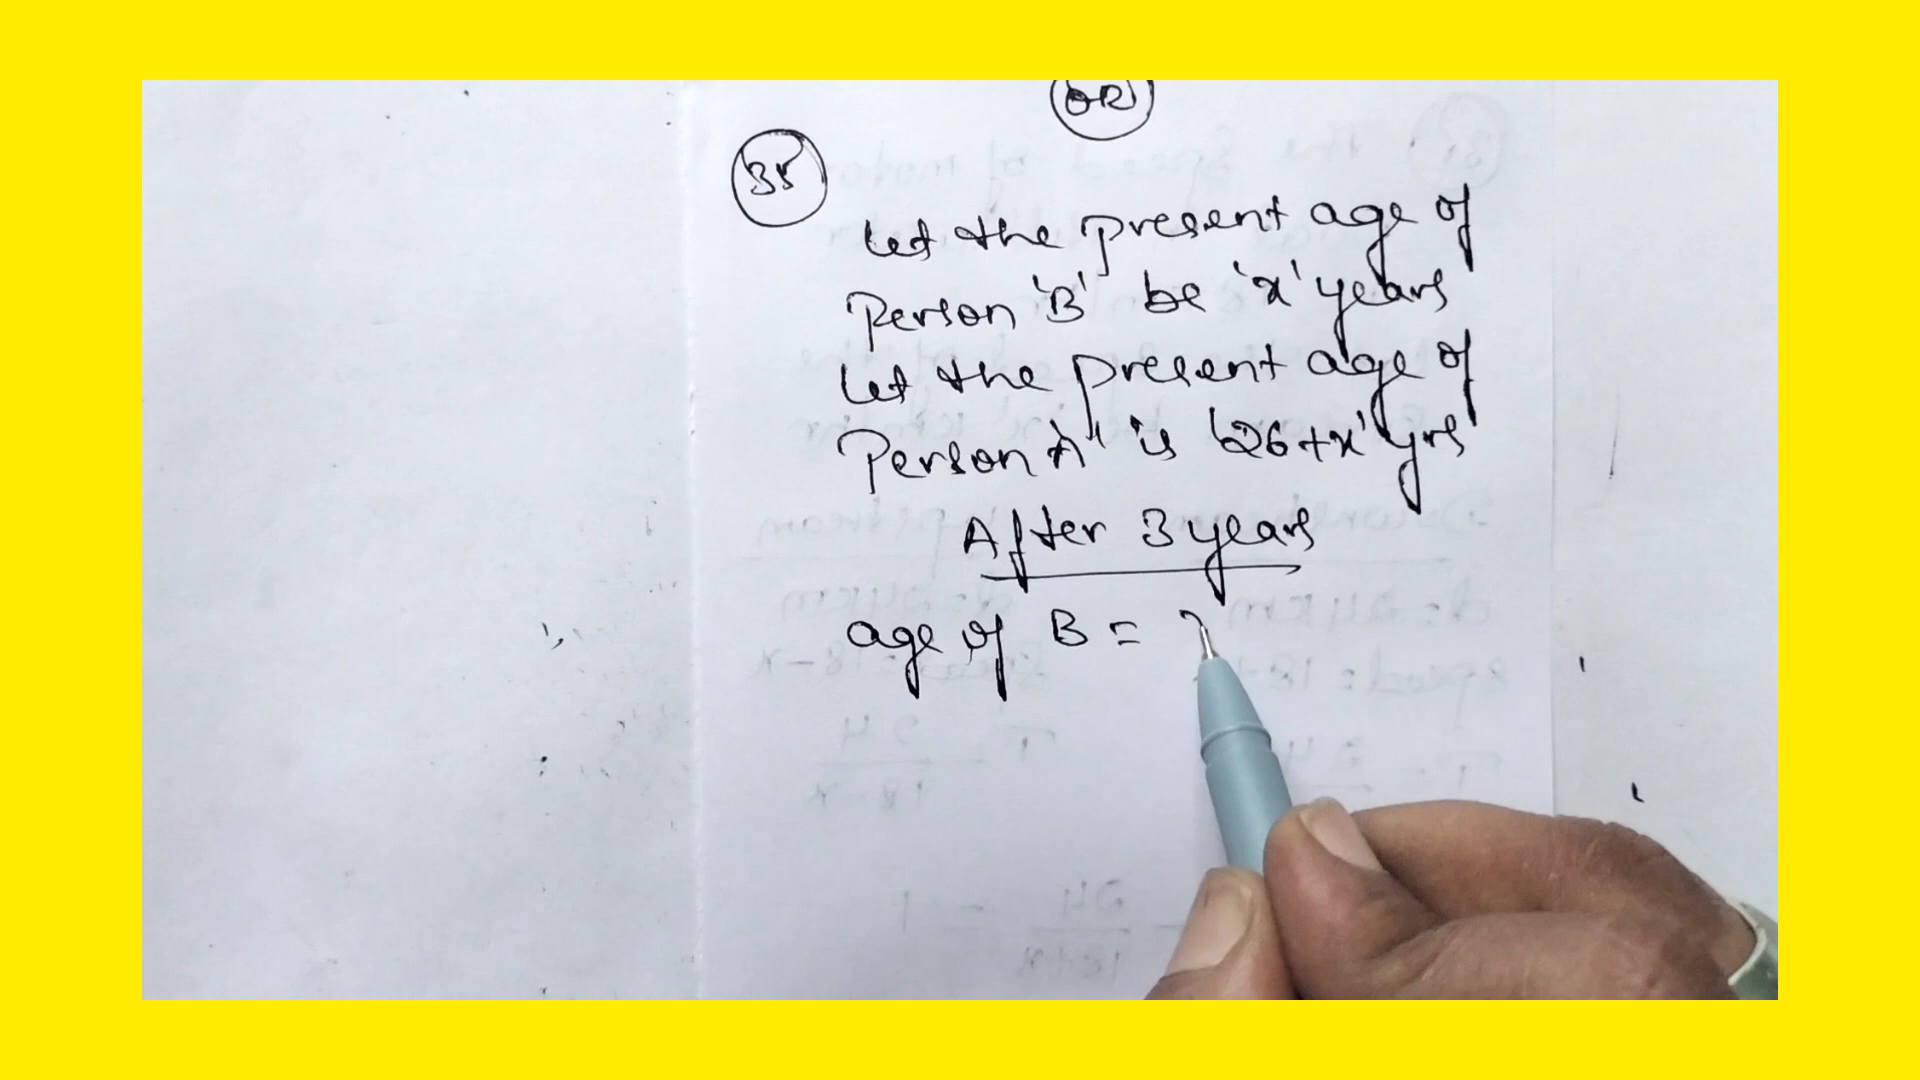 OR
35
Let the present age of
Person 'B' be 'x' years
Let the present age of
Person 'A' is '26+x' yrs
After 3 years
age of B =